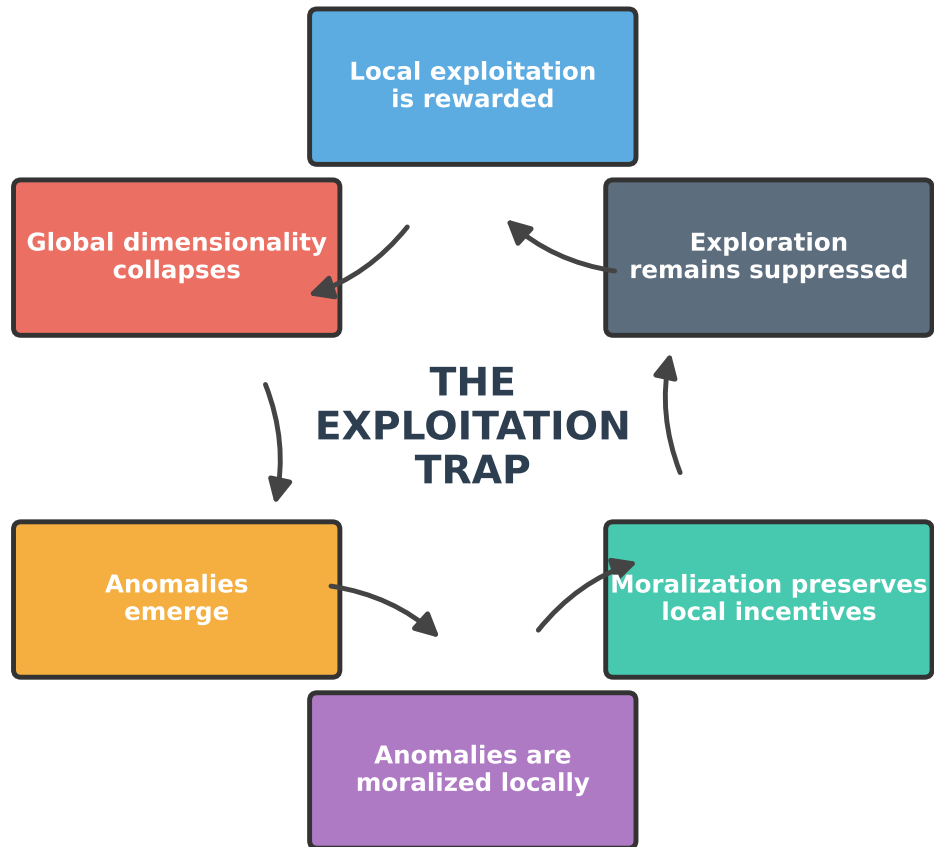 Local exploitation
is rewarded
Global dimensionality
collapses
Exploration
remains suppressed
THE
EXPLOITATION
TRAP
Anomalies
emerge
Moralization preserves
local incentives
Anomalies are
moralized locally